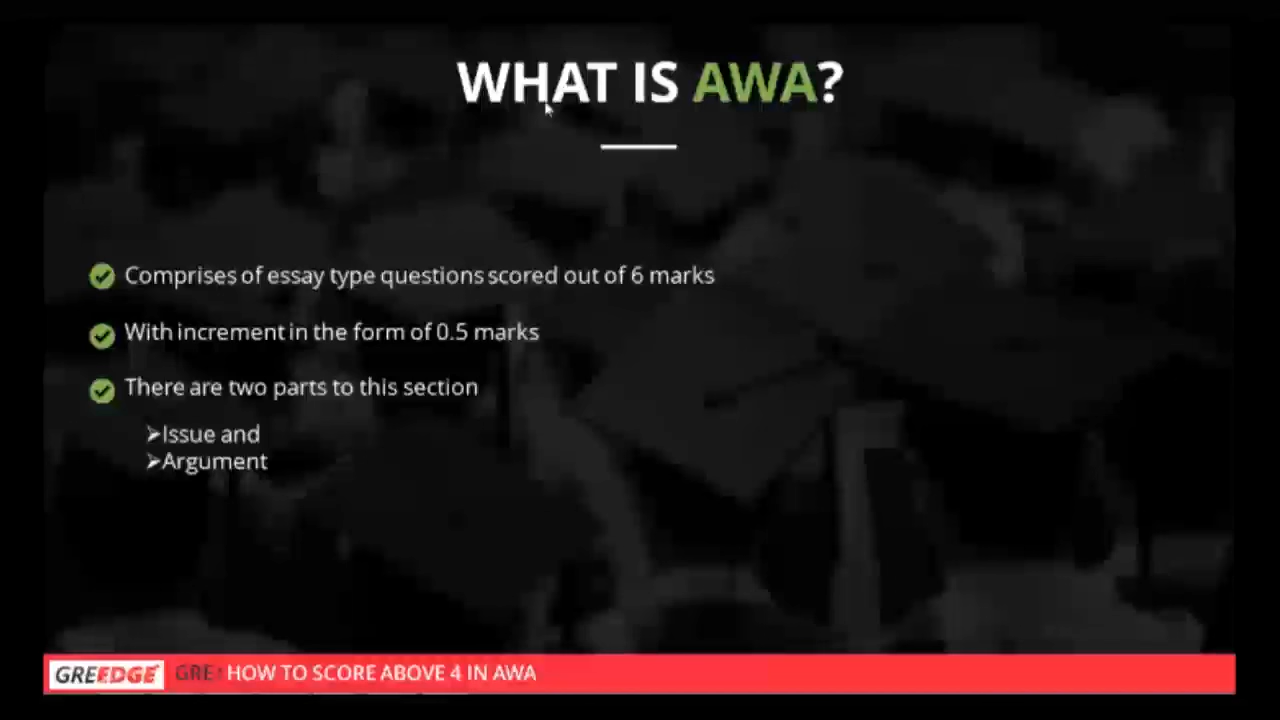 WHAT IS AWA?
Comprises of essay type questions scored out of 6 marks
With increment in the form of 0.5 marks
There are two parts to this section
➢Issue and
➢Argument
GREEDGE GRE: HOW TO SCORE ABOVE 4 IN AWA